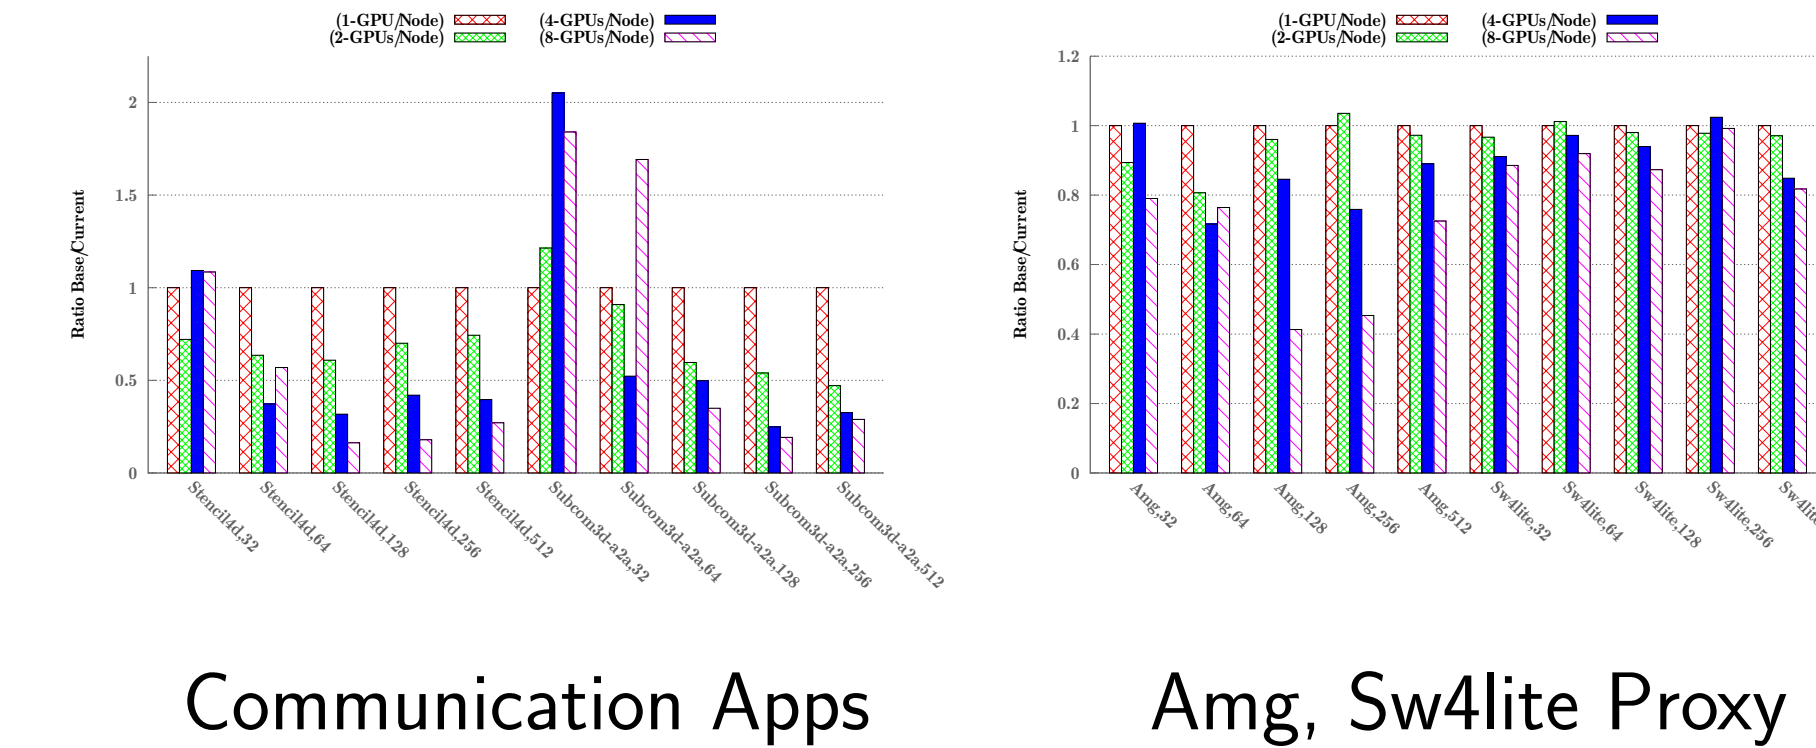 (1-GPU/Node)
(2-GPUs/Node)
(4-GPUs/Node)
(8-GPUs/Node)
Ratio Base/Current
2
1.5
1
0.5
0
Stencil4d,32
Stencil4d,64
Stencil4d,128
Stencil4d,256
Stencil4d,512
Subcom3d-a2a,32
Subcom3d-a2a,64
Subcom3d-a2a,128
Subcom3d-a2a,256
Subcom3d-a2a,512
Communication Apps
(1-GPU/Node)
(2-GPUs/Node)
(4-GPUs/Node)
(8-GPUs/Node)
Ratio Base/Current
1.2
1
0.8
0.6
0.4
0.2
0
Amg,32
Amg,64
Amg,128
Amg,256
Amg,512
Sw4lite,32
Sw4lite,64
Sw4lite,128
Sw4lite,256
Amg, Sw4lite Proxy